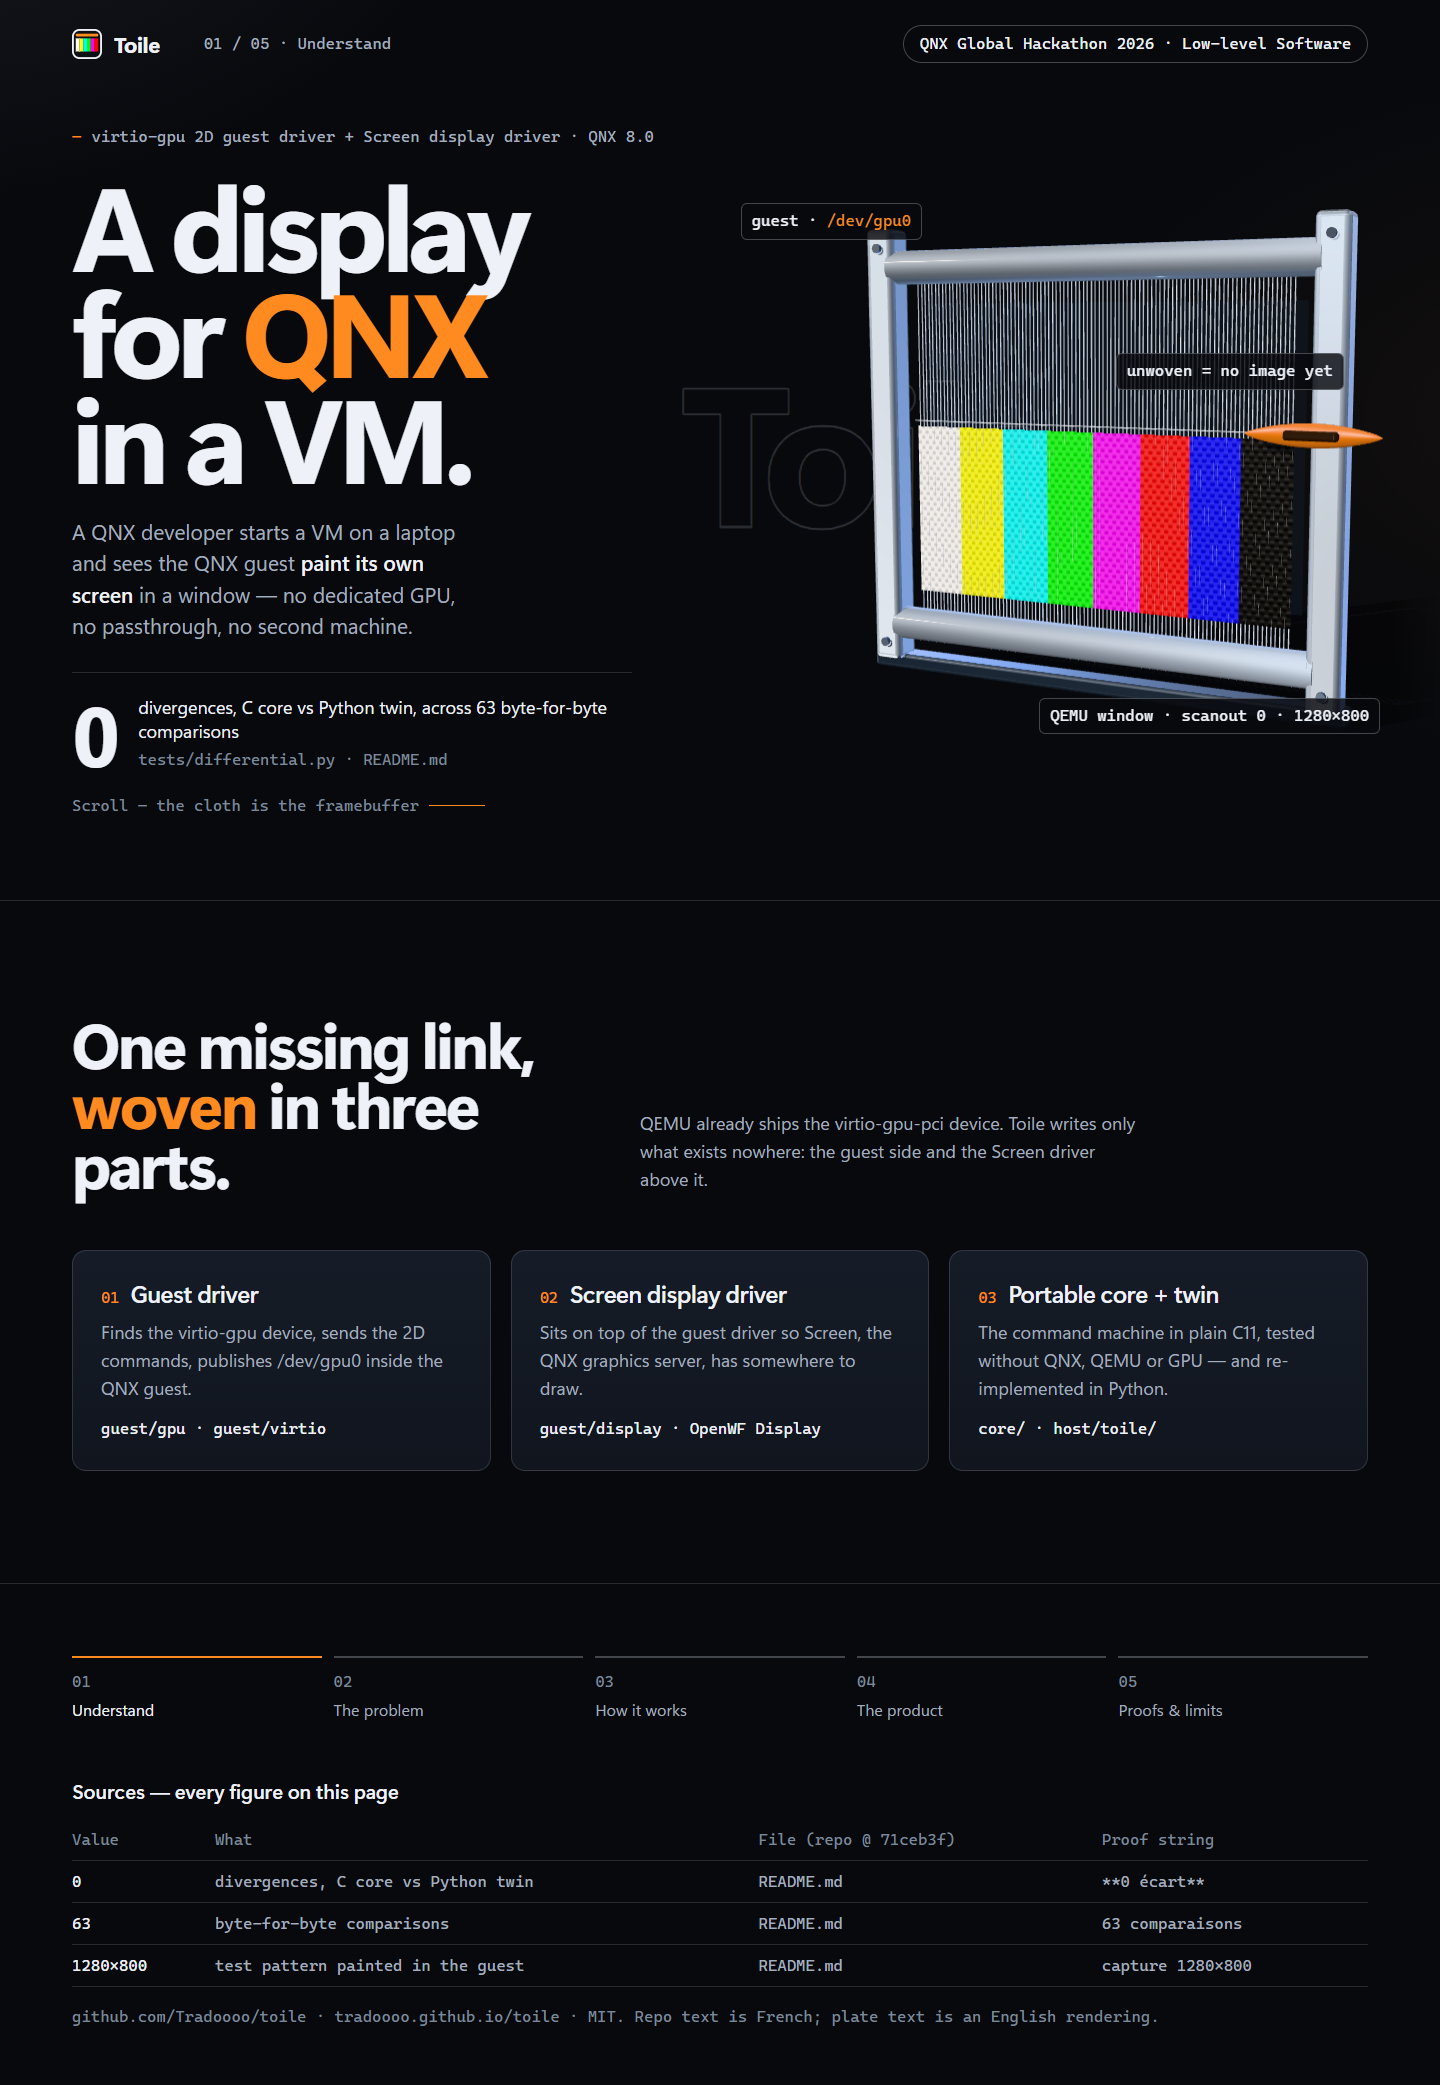 Toile
01 / 05 · Understand
QNX Global Hackathon 2026 · Low-level Software
— virtio-gpu 2D guest driver + Screen display driver · QNX 8.0
A display
for QNX
in a VM.
A QNX developer starts a VM on a laptop
and sees the QNX guest paint its own
screen in a window — no dedicated GPU,
no passthrough, no second machine.
0
divergences, C core vs Python twin, across 63 byte-for-byte
comparisons
tests/differential.py · README.md
Scroll — the cloth is the framebuffer
guest · /dev/gpu0
unwoven = no image yet
QEMU window · scanout 0 · 1280×800
One missing link,
woven in three
parts.
QEMU already ships the virtio-gpu-pci device. Toile writes only
what exists nowhere: the guest side and the Screen driver
above it.
01 Guest driver
Finds the virtio-gpu device, sends the 2D
commands, publishes /dev/gpu0 inside the
QNX guest.
guest/gpu · guest/virtio
02 Screen display driver
Sits on top of the guest driver so Screen, the
QNX graphics server, has somewhere to
draw.
guest/display · OpenWF Display
03 Portable core + twin
The command machine in plain C11, tested
without QNX, QEMU or GPU — and re-
implemented in Python.
core/ · host/toile/
01
Understand
02
The problem
03
How it works
04
The product
05
Proofs & limits
Sources — every figure on this page
Value What File (repo @ 71ceb3f) Proof string
0 divergences, C core vs Python twin README.md **0 écart**
63 byte-for-byte comparisons README.md 63 comparaisons
1280×800 test pattern painted in the guest README.md capture 1280×800
github.com/Tradoooo/toile · tradoooo.github.io/toile · MIT. Repo text is French; plate text is an English rendering.